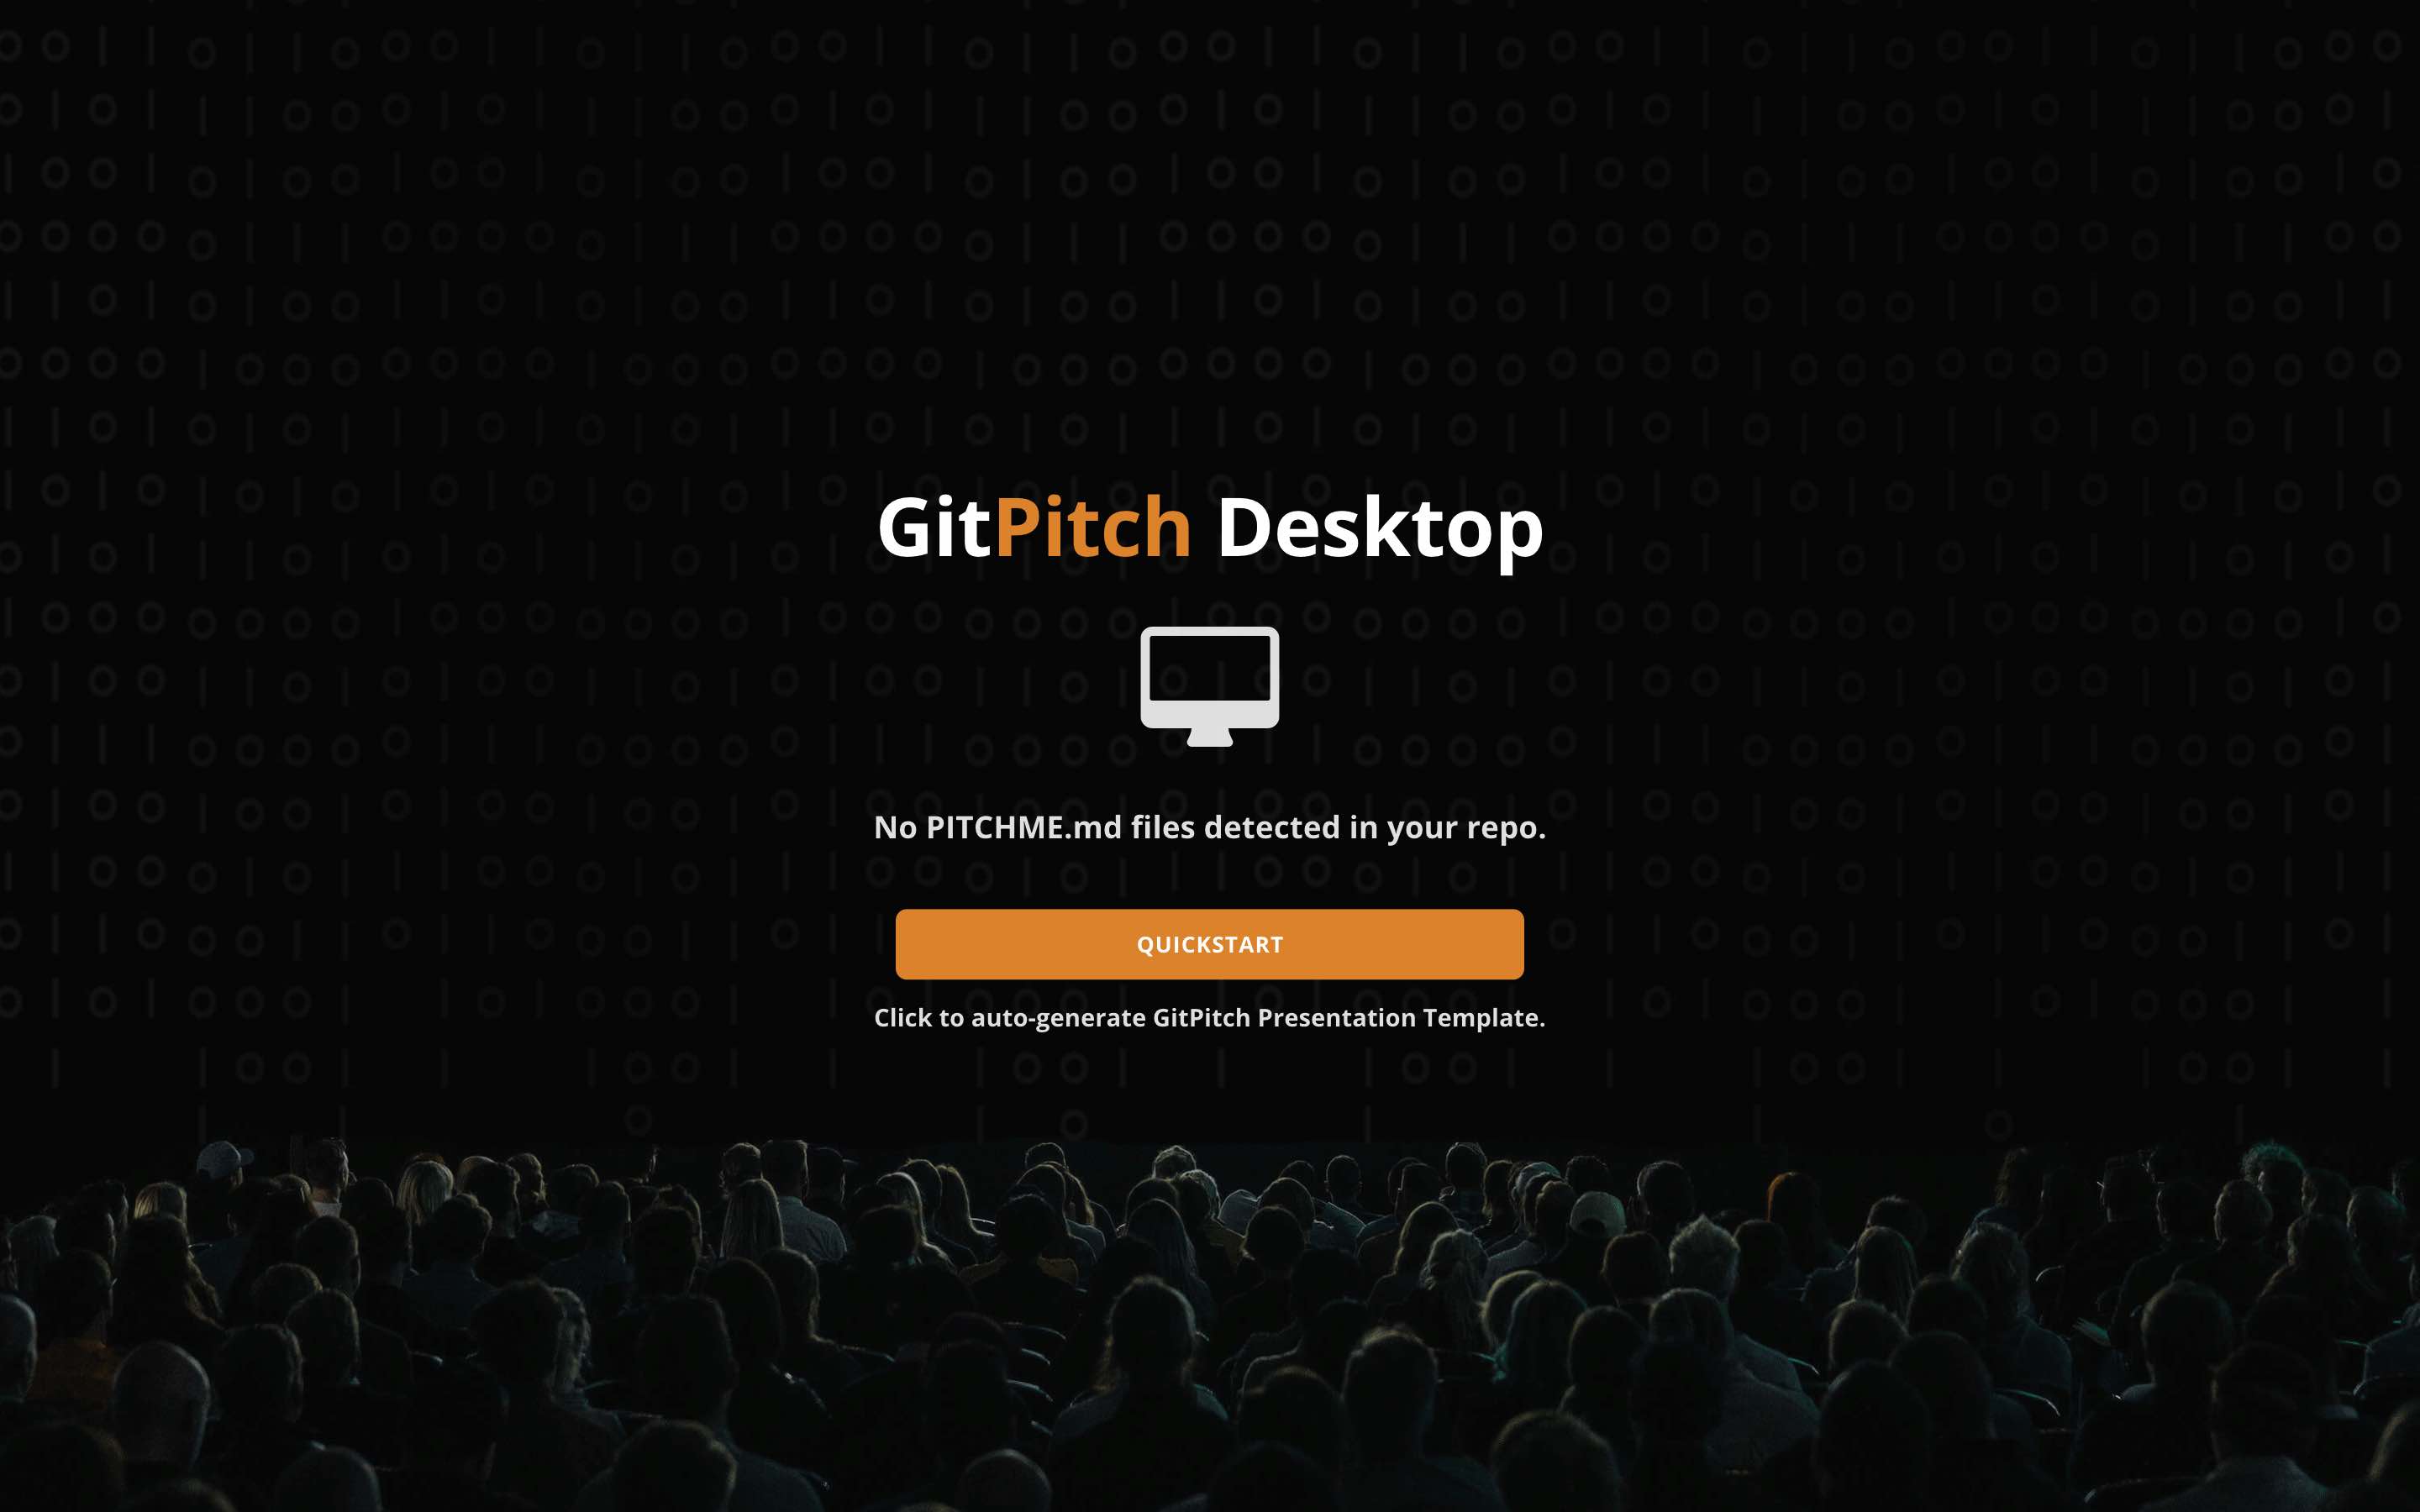 GitPitch Desktop
No PITCHME.md files detected in your repo.
QUICKSTART
Click to auto-generate GitPitch Presentation Template.